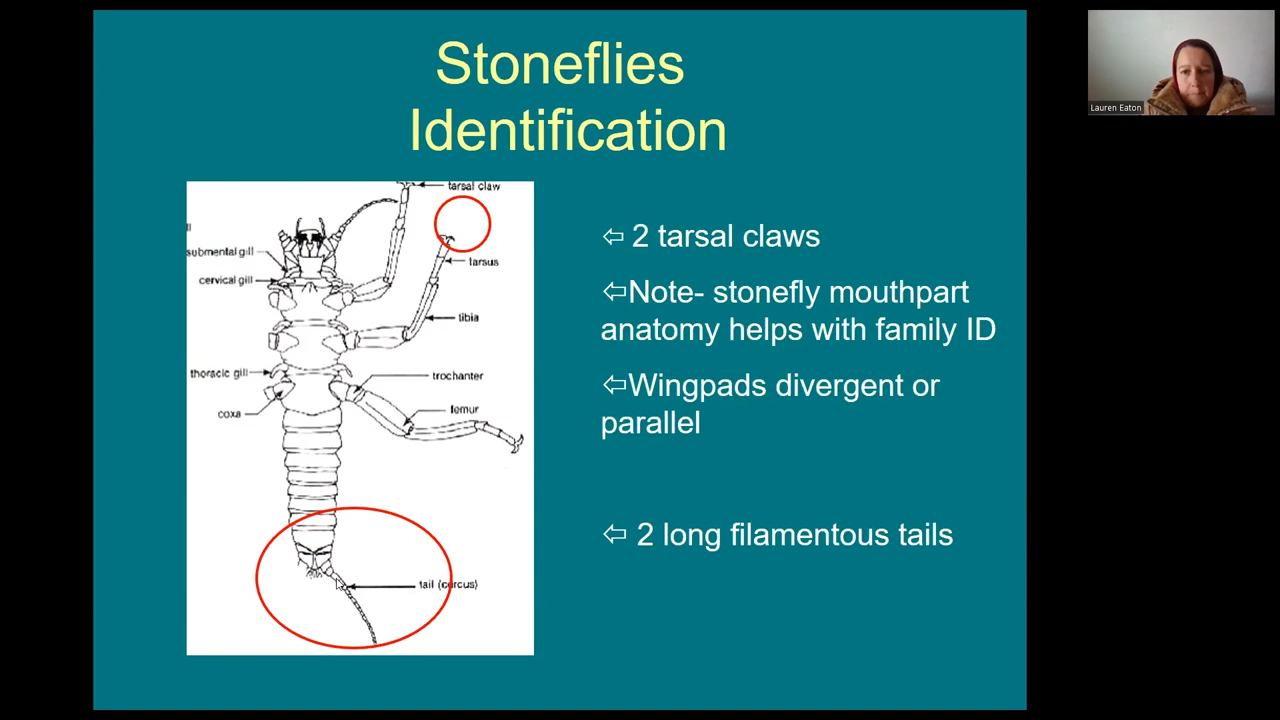 Stoneflies
Identification
tarsal claw
submental gill
tarsus
cervical gill
tibia
thoracic gill
trochanter
coxa
femur
tail (cercus)
⇦ 2 tarsal claws
⇦Note- stonefly mouthpart
anatomy helps with family ID
⇦Wingpads divergent or
parallel
⇦ 2 long filamentous tails
Lauren Eaton